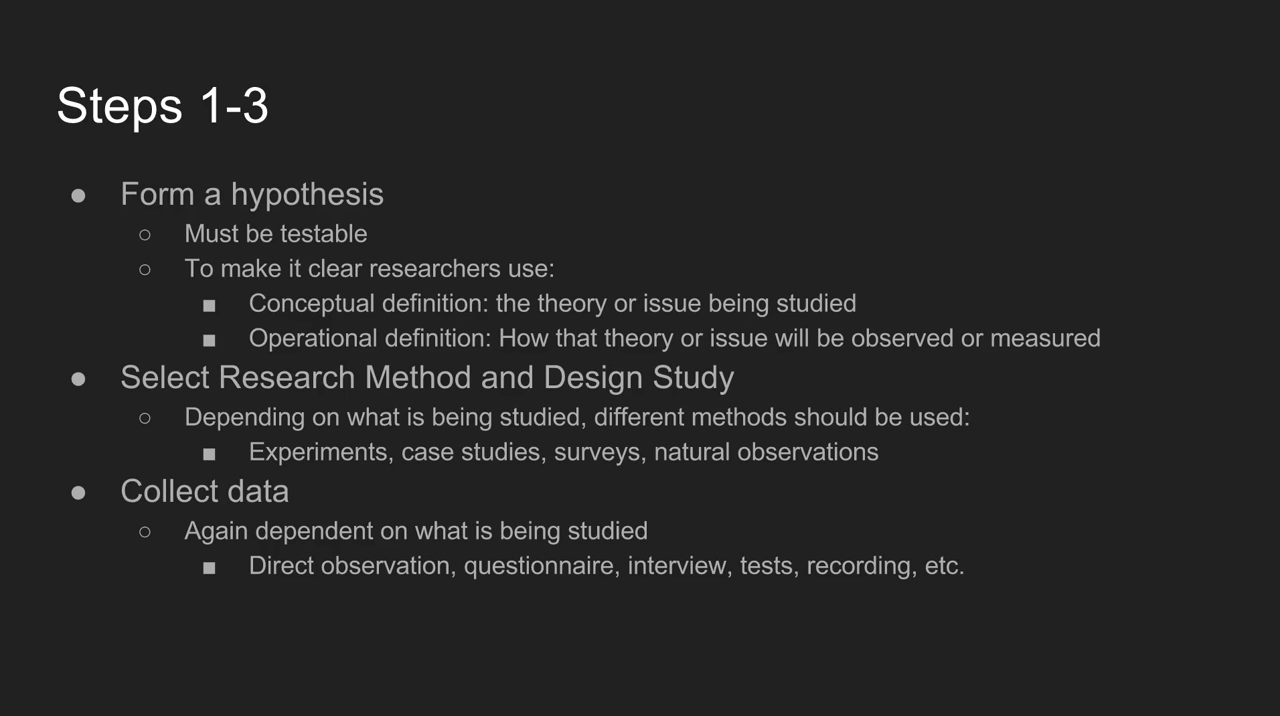 Steps 1-3
● Form a hypothesis
○ Must be testable
○ To make it clear researchers use:
■ Conceptual definition: the theory or issue being studied
■ Operational definition: How that theory or issue will be observed or measured
● Select Research Method and Design Study
○ Depending on what is being studied, different methods should be used:
■ Experiments, case studies, surveys, natural observations
● Collect data
○ Again dependent on what is being studied
■ Direct observation, questionnaire, interview, tests, recording, etc.